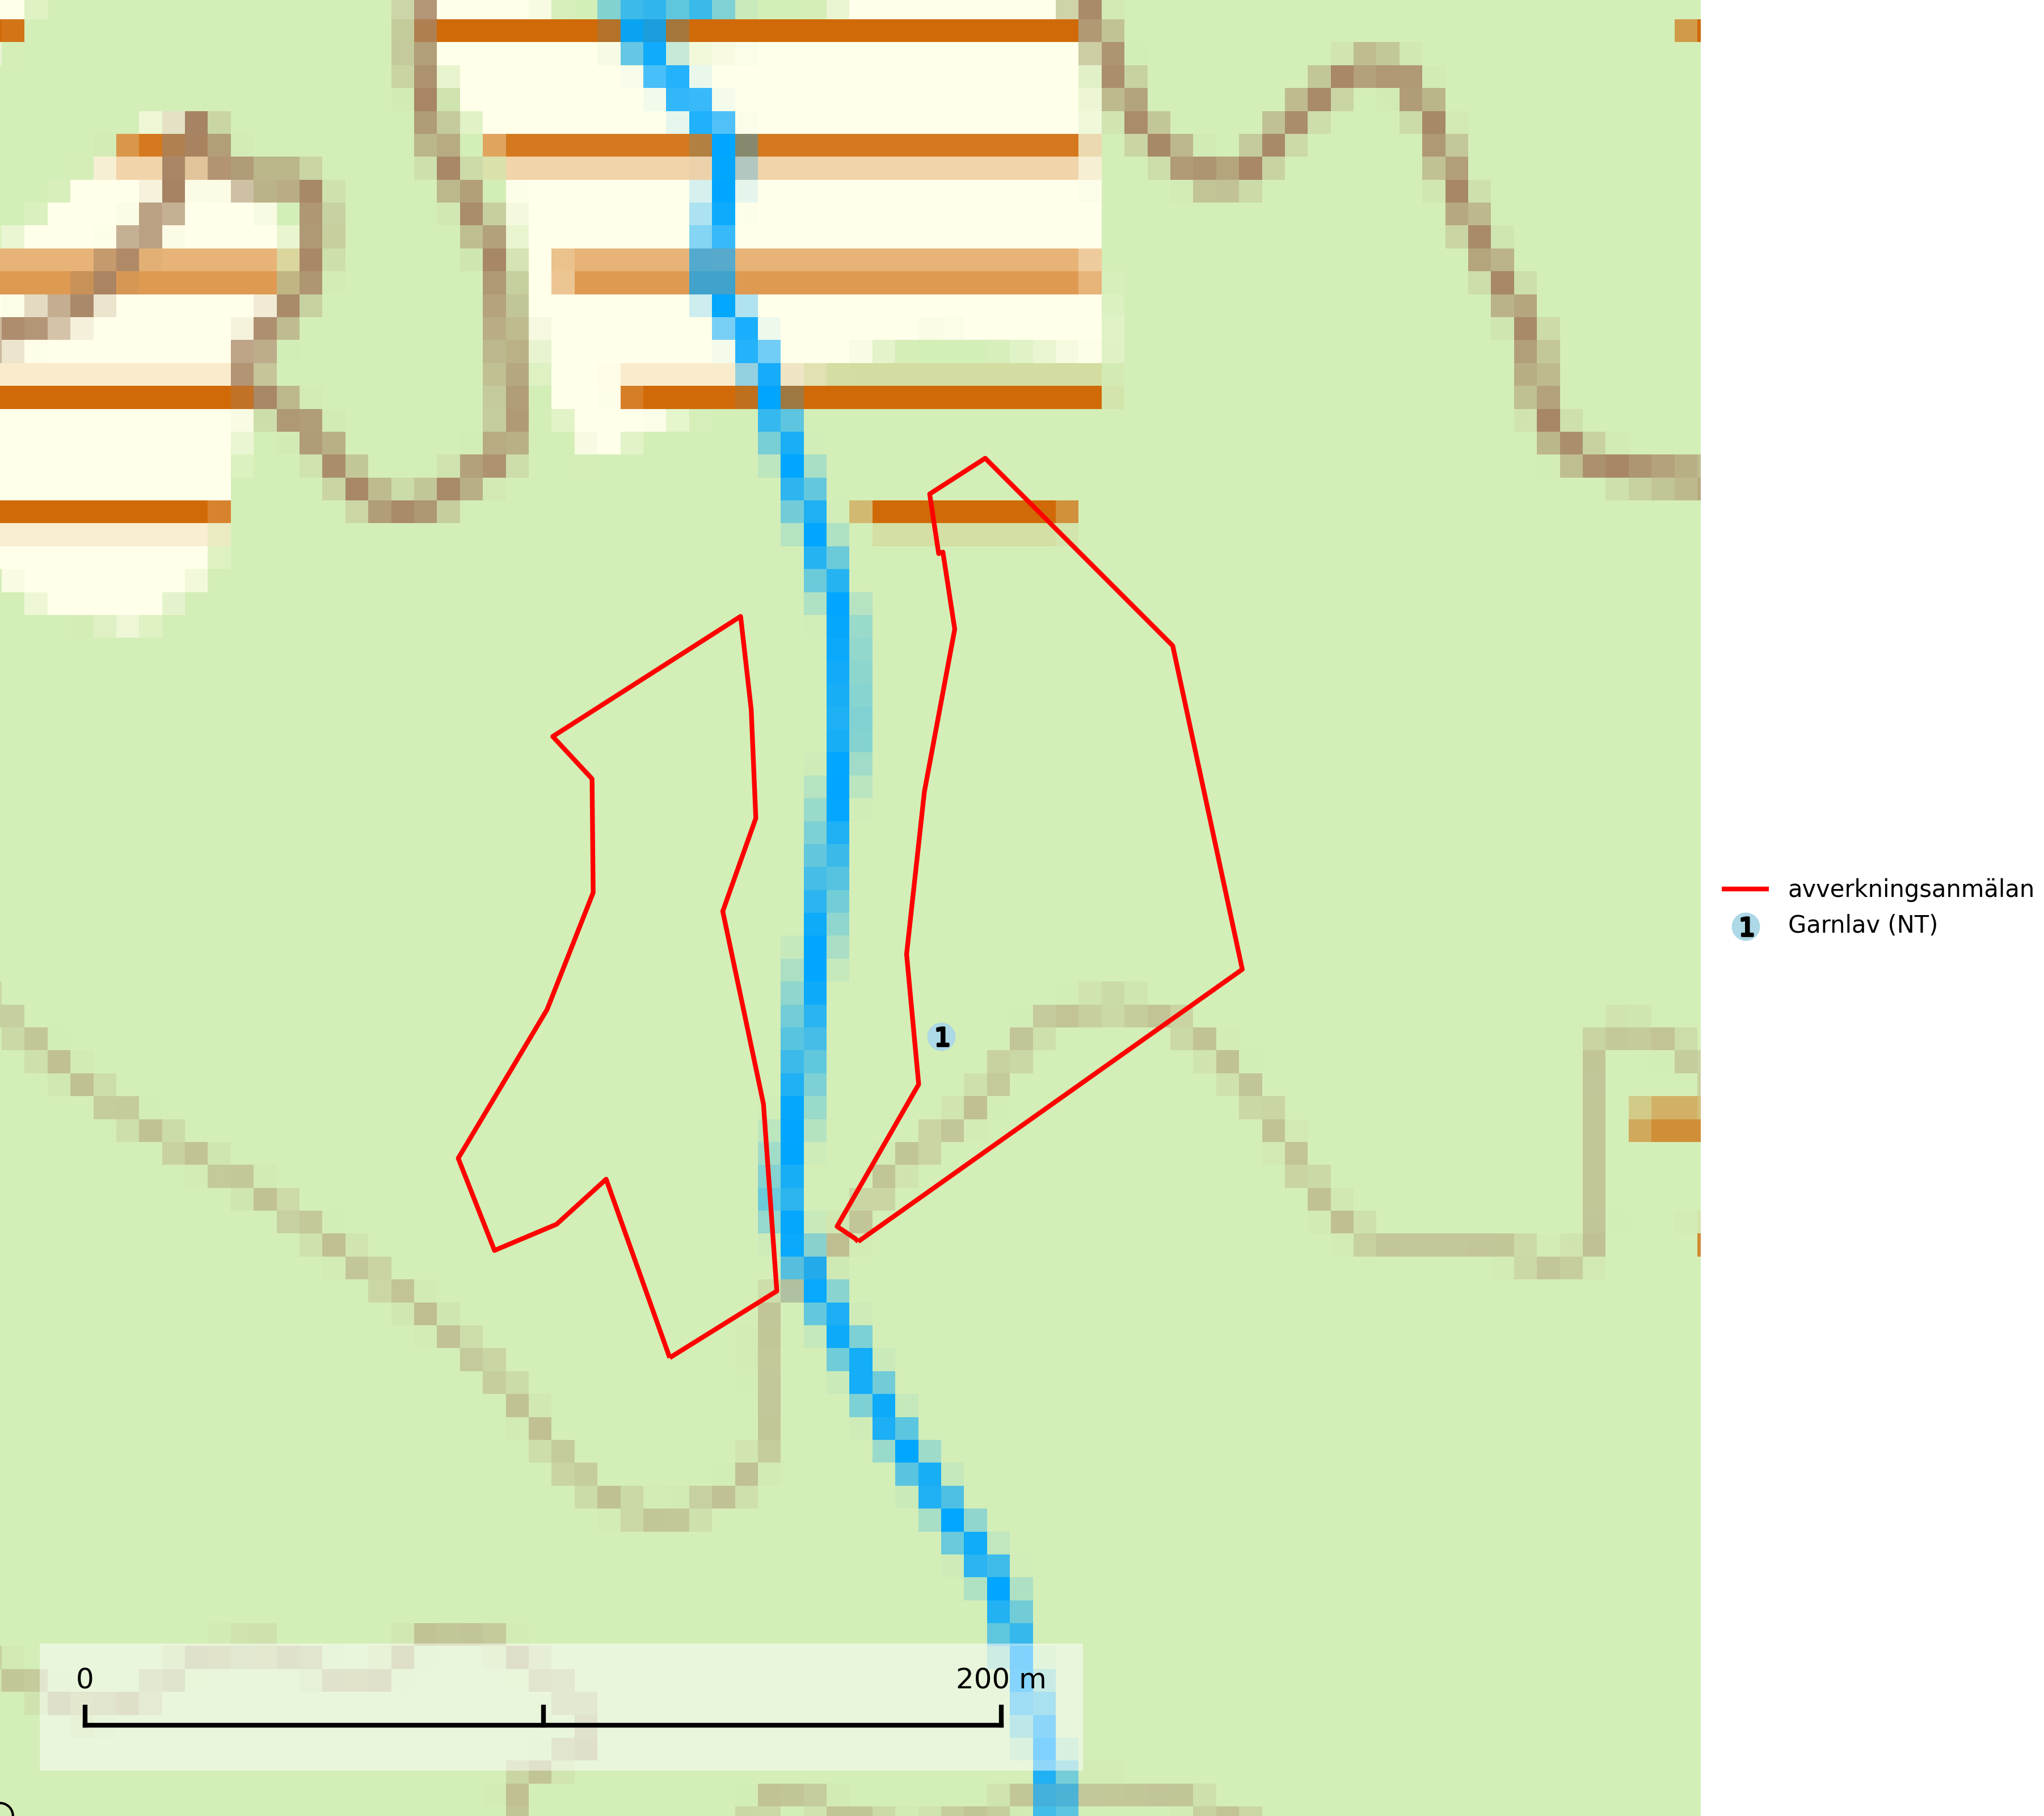 1
avverkningsanmälan
1 Garnlav (NT)
0 200 m